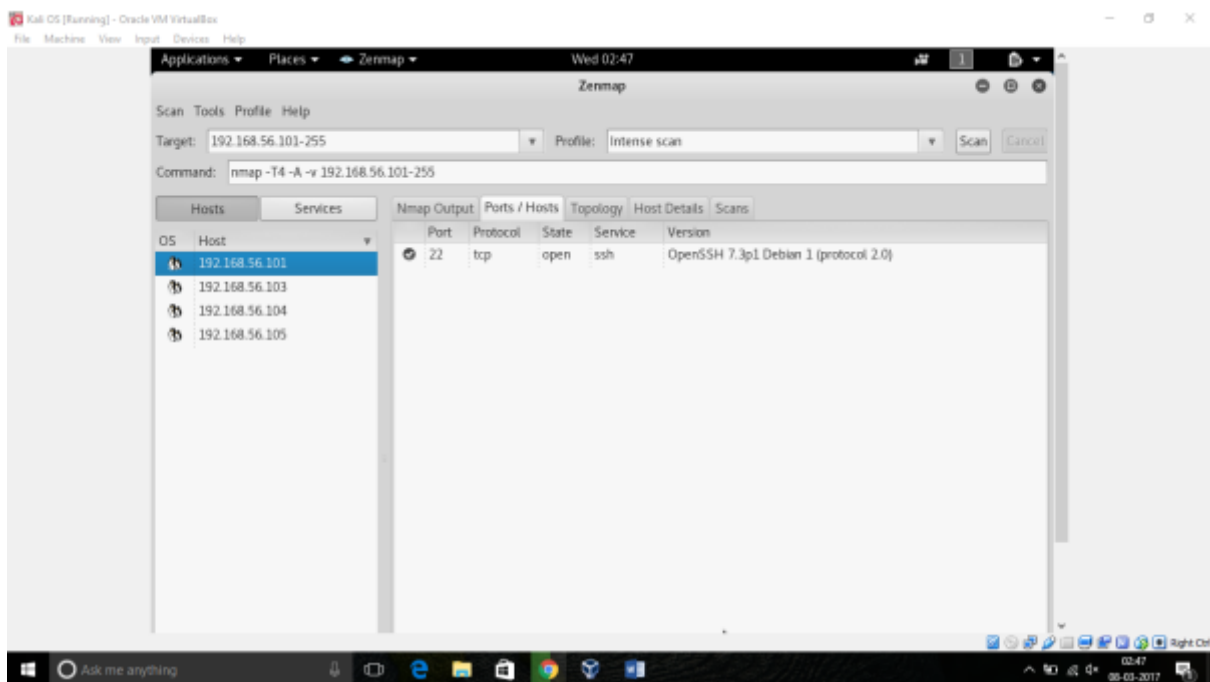 Kali OS [Running] - Oracle VM VirtualBox
File Machine View Input Devices Help
Applications Places Zenmap Wed 02:47 1
Zenmap
Scan Tools Profile Help
Target: 192.168.56.101-255 Profile: Intense scan Scan Cancel
Command: nmap -T4 -A -v 192.168.56.101-255
Hosts Services Nmap Output Ports / Hosts Topology Host Details Scans
OS Host Port Protocol State Service Version
192.168.56.101 22 tcp open ssh OpenSSH 7.3p1 Debian 1 (protocol 2.0)
192.168.56.103
192.168.56.104
192.168.56.105
Right Ctrl
Ask me anything 02:47
08-03-2017